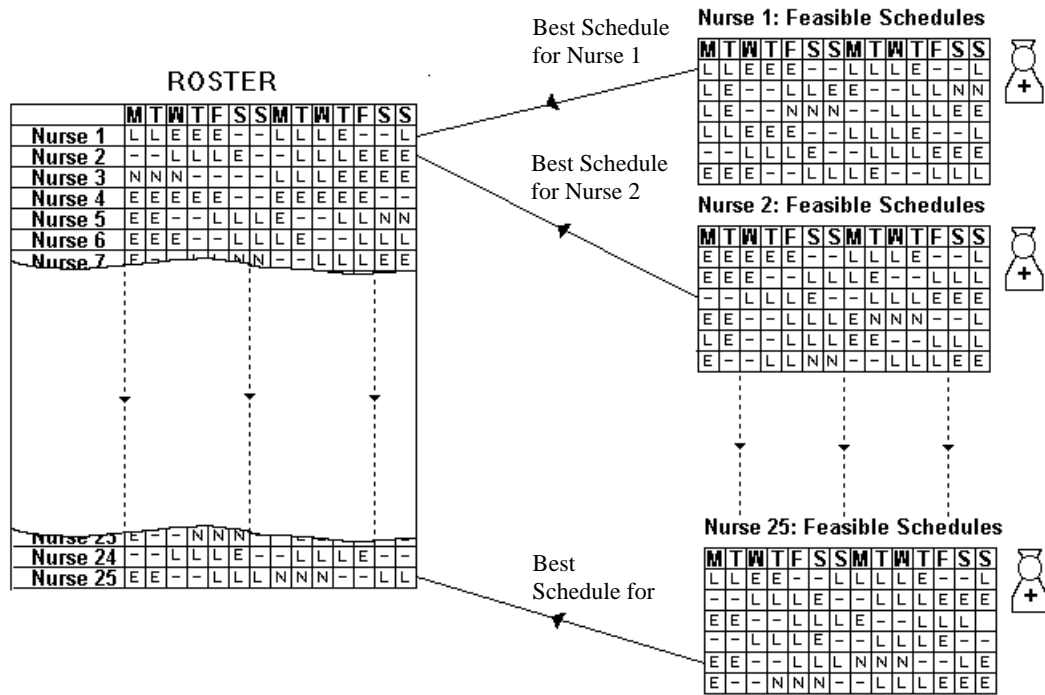 ROSTER
M T W T F S S M T W T F S S
Nurse 1 L L E E E - - L L L E - - L
Nurse 2 - - L L L E - - L L L E E E
Nurse 3 N N N - - - - L L L E E E E
Nurse 4 E E E E E - - E E E E E - -
Nurse 5 E E - - L L L E - - L L N N
Nurse 6 E E E - - L L L E - - L L L
Nurse 7 E - - L L N N - - L L L E E
Nurse 23 E - - N N N
Nurse 24 - - L L L E - - L L L E - -
Nurse 25 E E - - L L L N N N - - L L
Best Schedule
for Nurse 1
Best Schedule
for Nurse 2
Best
Schedule for
Nurse 1: Feasible Schedules
M T W T F S S M T W T F S S
L L E E E - - L L L E - - L
L E - - L L E E - - L L N N
L E - - N N N - - L L L E E
L L E E E - - L L L E - - L
- - L L L E - - L L L E E E
E E E - - L L L E - - L L L
Nurse 2: Feasible Schedules
M T W T F S S M T W T F S S
E E E E E - - L L L E - - L
E E E - - L L L E - - L L L
- - L L L E - - L L L E E E
E E - - L L L E N N N - - L
L E - - L L L E E - - L L L
E - - L L N N - - L L L E E
Nurse 25: Feasible Schedules
M T W T F S S M T W T F S S
L L E E - - L L L L E - - L
- - L L L E - - L L L E E E
E E - - L L L E - - L L L
- - L L L E - - L L L E - -
E E - - L L L N N N - - L E
E - - N N N - - L L L E E E